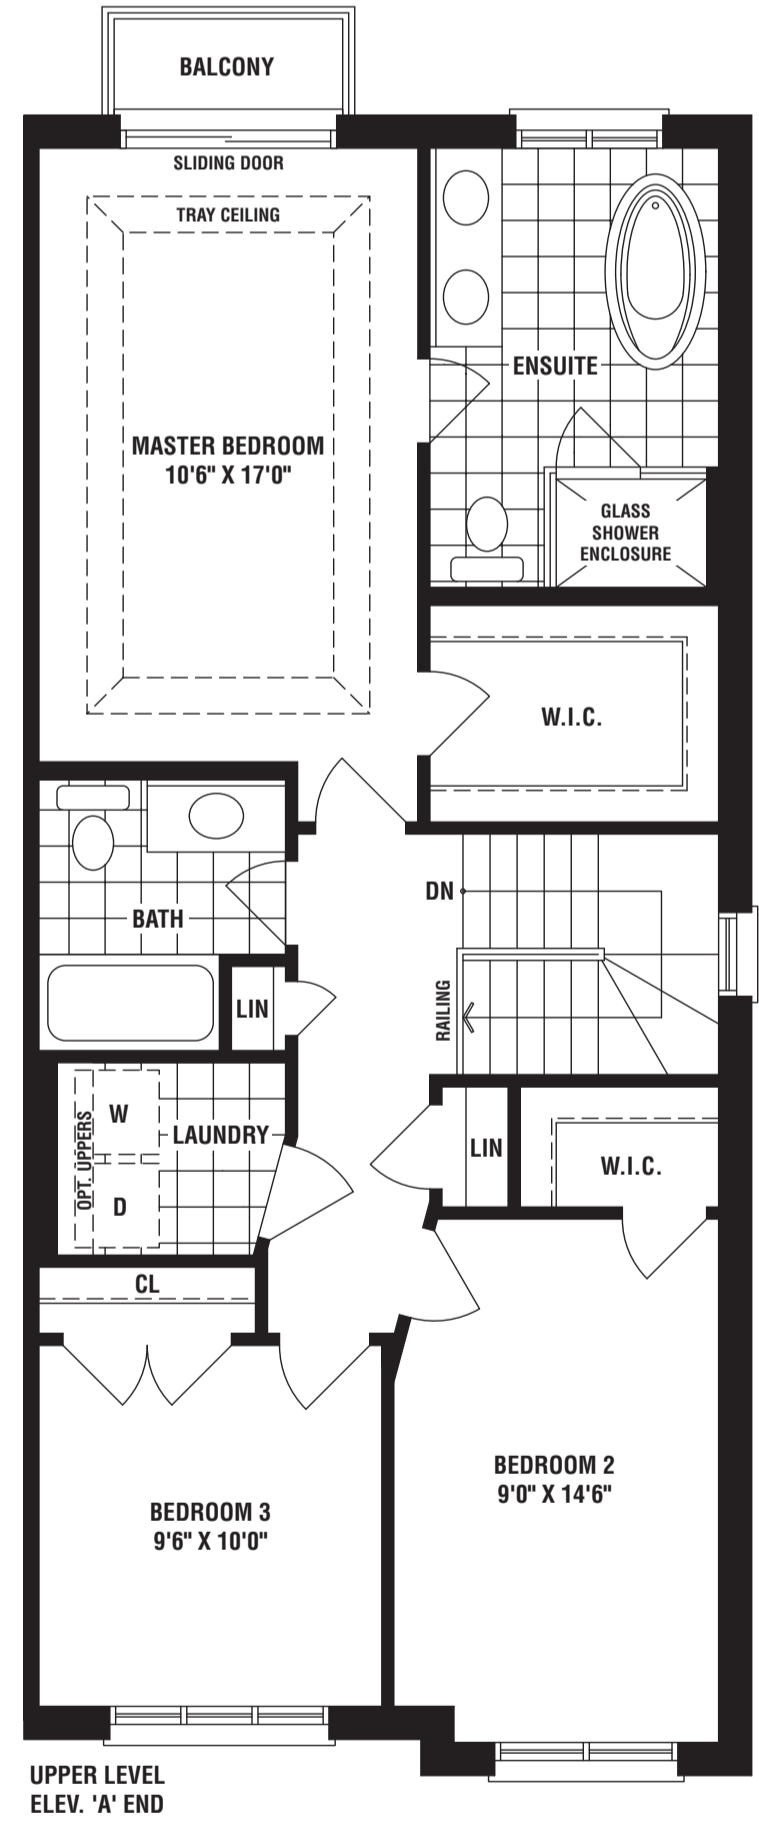 BALCONY
SLIDING DOOR
TRAY CEILING
ENSUITE
MASTER BEDROOM
10'6" X 17'0"
GLASS
SHOWER
ENCLOSURE
W.I.C.
DN
BATH
LIN
RAILING
W
OPT. UPPERS
LAUNDRY
D
LIN
W.I.C.
CL
BEDROOM 2
9'0" X 14'6"
BEDROOM 3
9'6" X 10'0"
UPPER LEVEL
ELEV. 'A' END